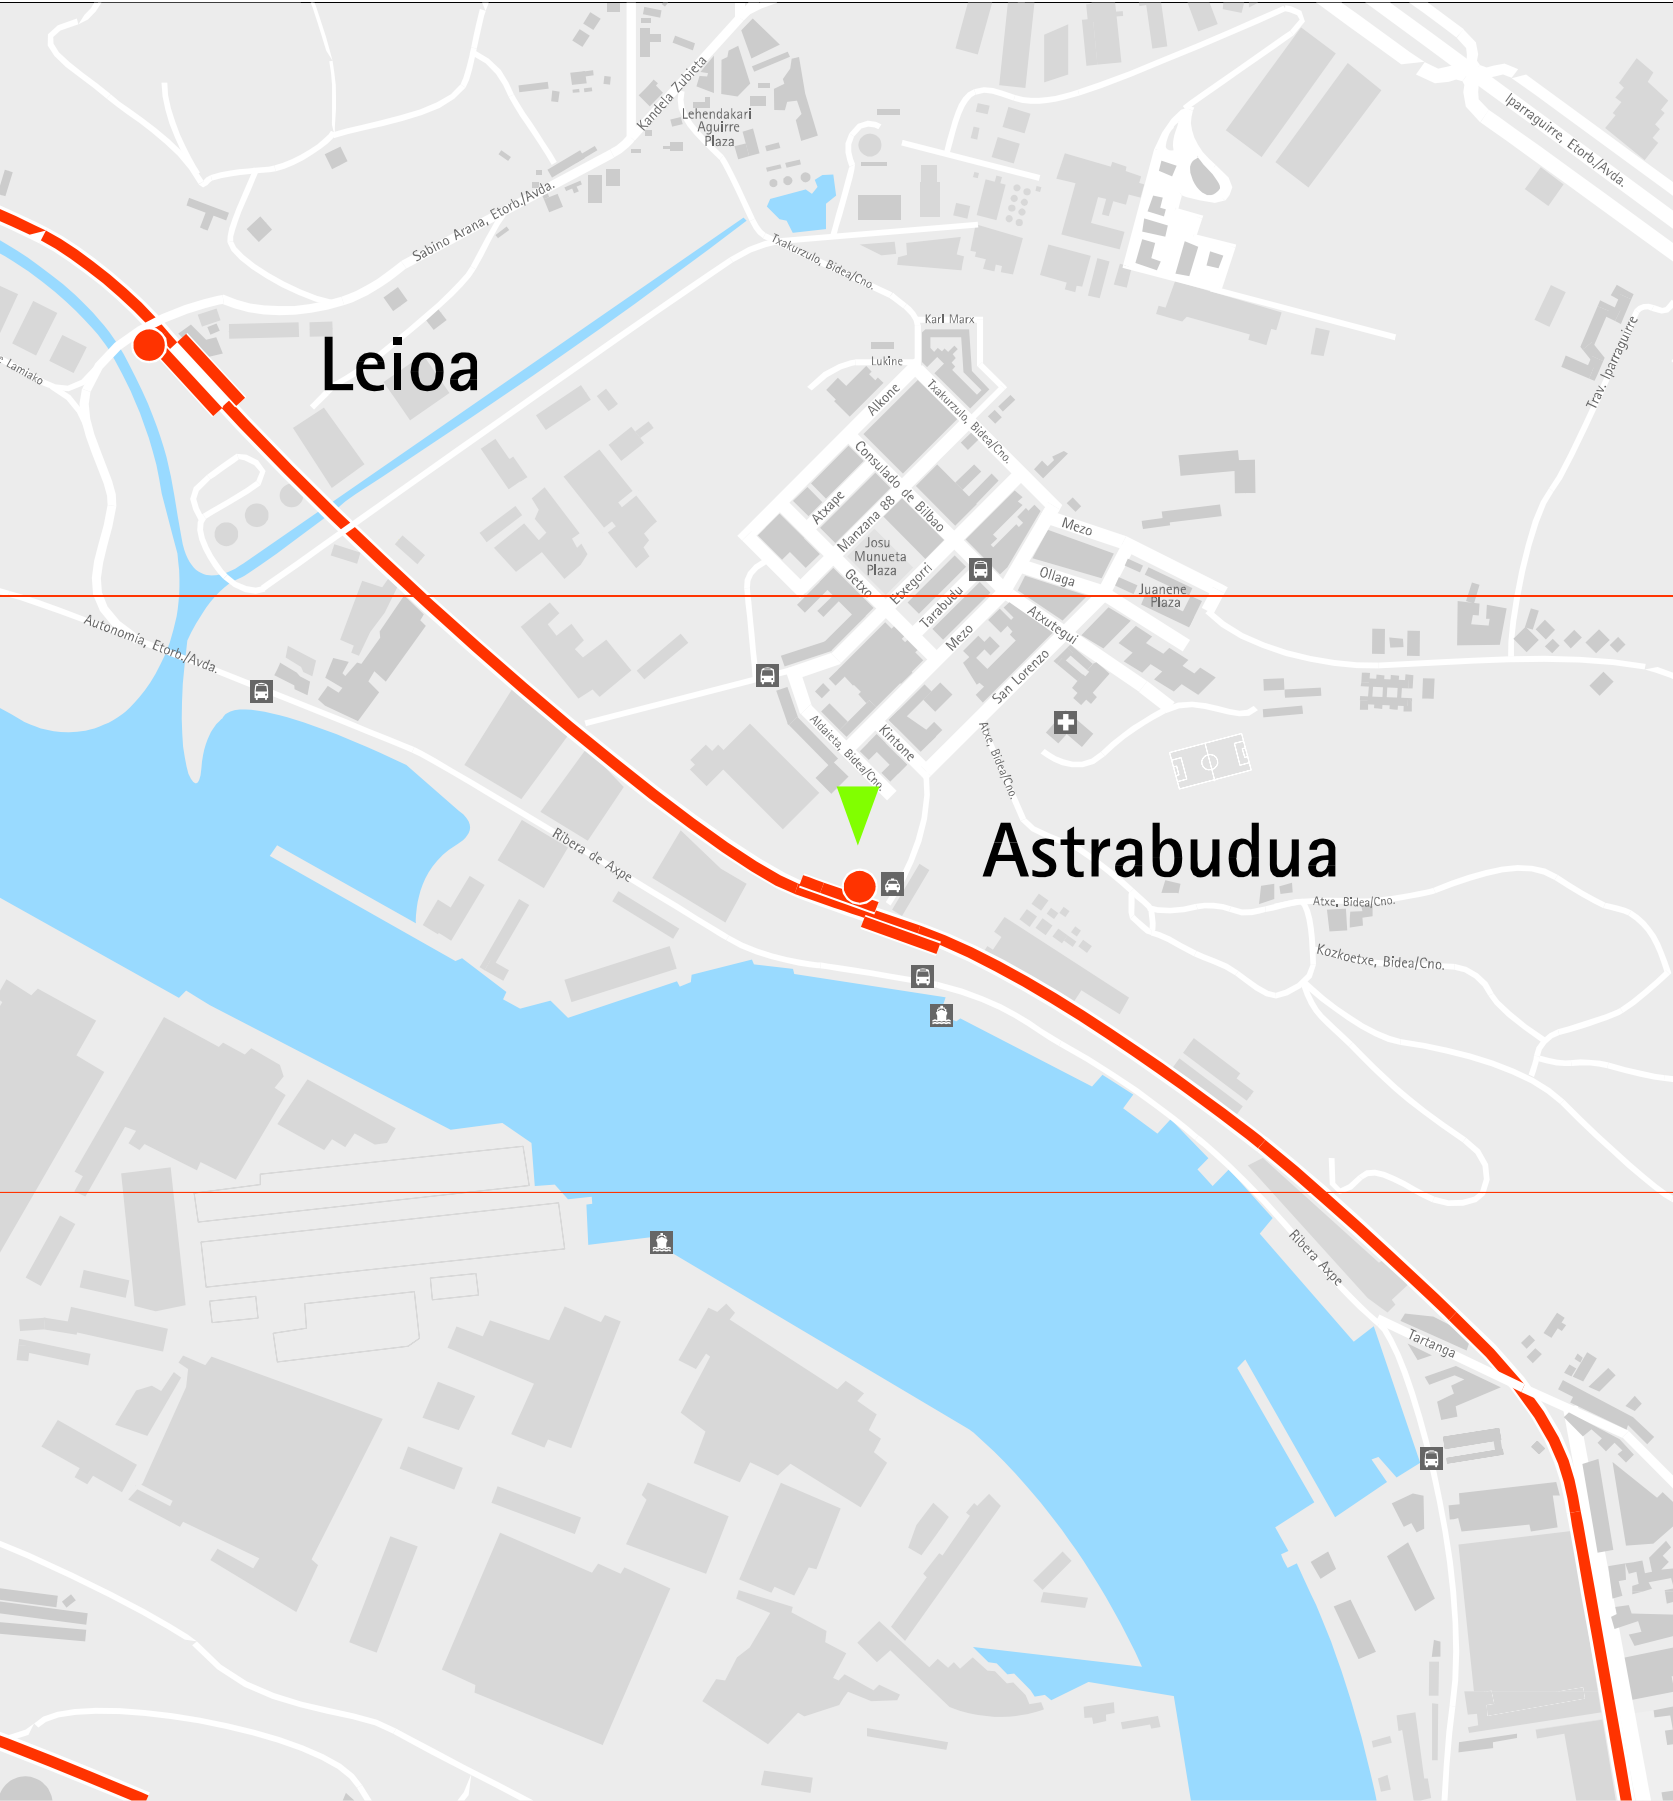 Kandela Zubieta
Lehendakari
Aguirre
Plaza
Iparraguirre, Etorb./Avda.
Sabino Arana, Etorb./Avda.
Txakurzulo, Bidea/Cno.
Karl Marx
Trav. Iparraguirre
Leioa
Lamiako
Lukine
Alkone
Txakurzulo, Bidea/Cno.
Consulado de Bilbao
Atxape
Manzana 88
Mezo
Josu
Munueta
Plaza
Getxo
Etxegorri
Tarabudu
Ollaga
Juanene
Plaza
Autonomía, Etorb./Avda.
Mezo
Atxutegui
San Lorenzo
Aldaieta, Bidea/Cno.
Kintone
Atxe, Bidea/Cno.
Ribera de Axpe
Astrabudua
Atxe, Bidea/Cno.
Kozkoetxe, Bidea/Cno.
Ribera Axpe
Tartanga